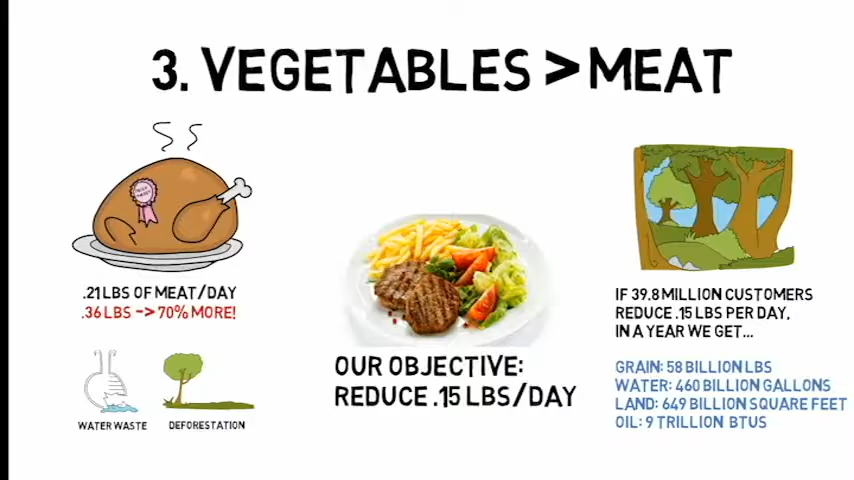 3. VEGETABLES > MEAT
.21 LBS OF MEAT/DAY
.36 LBS -> 70% MORE!
WATER WASTE
DEFORESTATION
OUR OBJECTIVE:
REDUCE .15 LBS/DAY
IF 39.8 MILLION CUSTOMERS
REDUCE .15 LBS PER DAY,
IN A YEAR WE GET...
GRAIN: 58 BILLION LBS
WATER: 460 BILLION GALLONS
LAND: 649 BILLION SQUARE FEET
OIL: 9 TRILLION BTUS